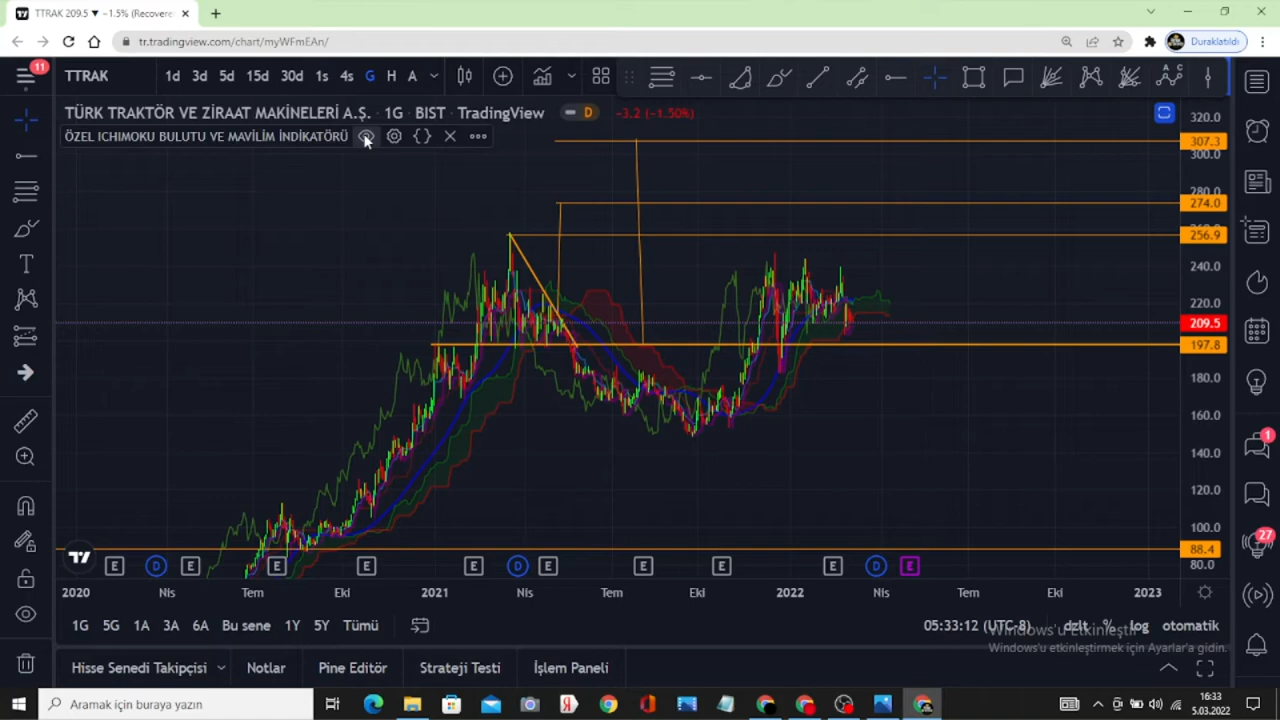 TTRAK 209.5 ▼ −1.5% (Recovere
tr.tradingview.com/chart/myWFmEAn/
Duraklatıldı
11
TTRAK
1d 3d 5d 15d 30d 1s 4s G H A
TÜRK TRAKTÖR VE ZİRAAT MAKİNELERİ A.Ş. · 1G · BIST · TradingView
D
−3.2 (−1.50%)
ÖZEL ICHIMOKU BULUTU VE MAVİLİM İNDİKATÖRÜ
320.0
307.3
300.0
280.0
274.0
256.9
240.0
220.0
209.5
197.8
180.0
160.0
140.0
120.0
100.0
88.4
80.0
1
27
E D E E E E D E E E E D E
2020 Nis Tem Eki 2021 Nis Tem Eki 2022 Nis Tem Eki 2023
1G 5G 1A 3A 6A Bu sene 1Y 5Y Tümü
05:33:12 (UTC-8) dzlt % log otomatik
Windows'u Etkinleştir
Windows'u etkinleştirmek için Ayarlar'a gidin.
Hisse Senedi Takipçisi Notlar Pine Editör Strateji Testi İşlem Paneli
Aramak için buraya yazın
16:33
5.03.2022